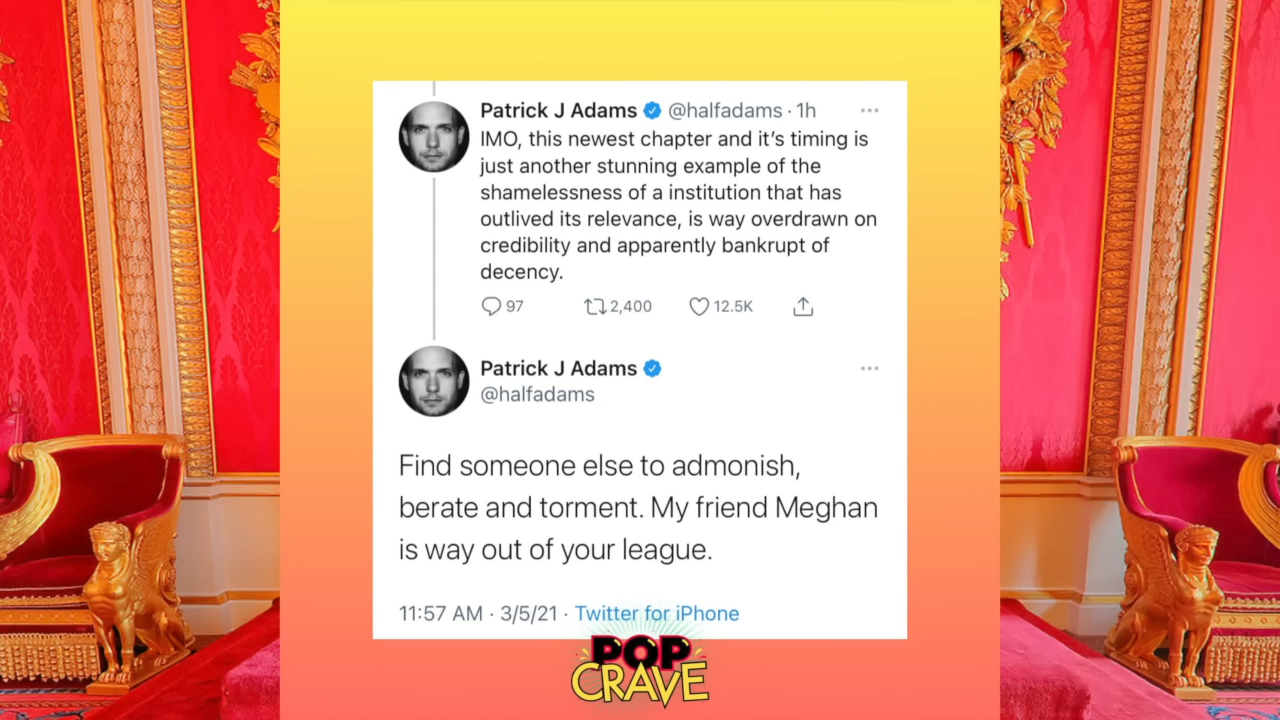 Patrick J Adams @halfadams · 1h
IMO, this newest chapter and it's timing is
just another stunning example of the
shamelessness of a institution that has
outlived its relevance, is way overdrawn on
credibility and apparently bankrupt of
decency.
97 2,400 12.5K
Patrick J Adams
@halfadams
Find someone else to admonish,
berate and torment. My friend Meghan
is way out of your league.
11:57 AM · 3/5/21 · Twitter for iPhone
POP
CRAVE